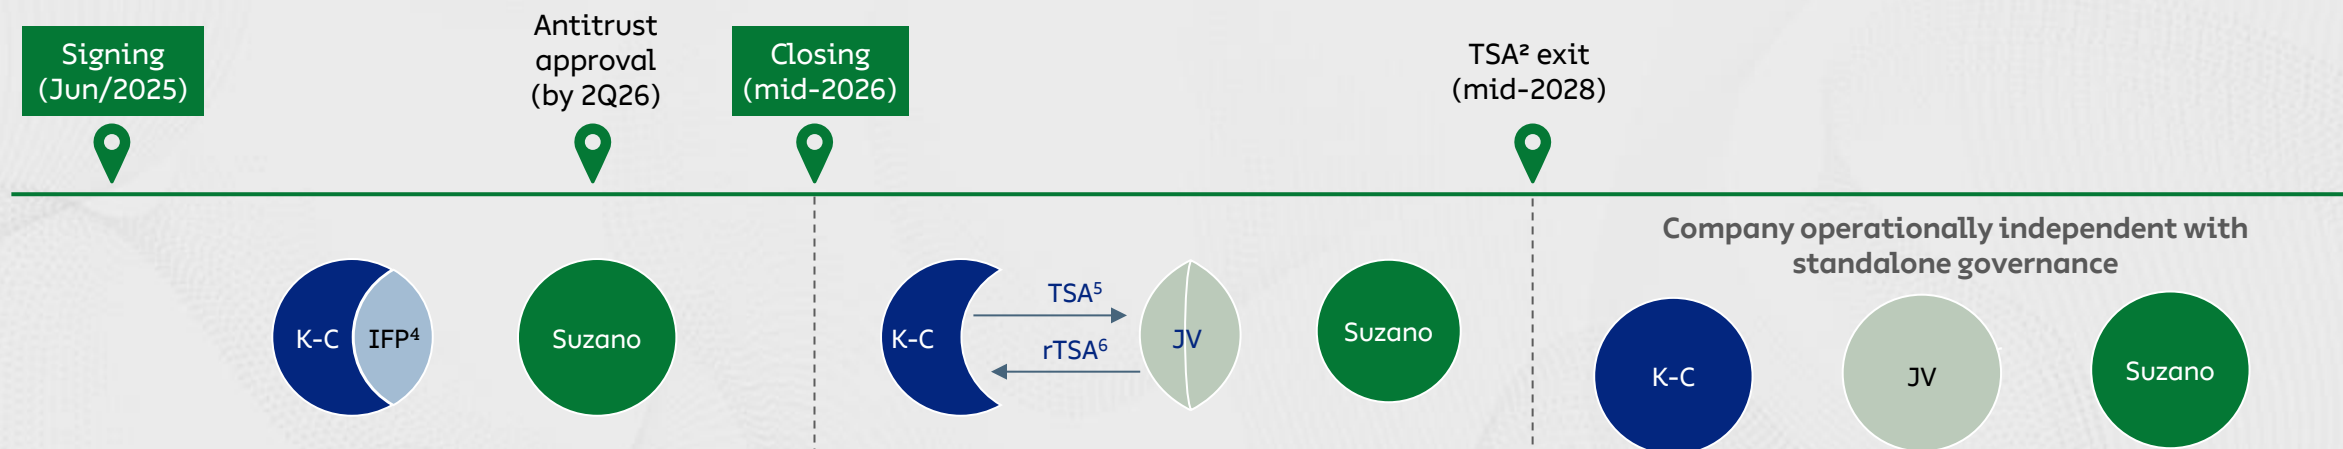 Signing
(Jun/2025)
Antitrust
approval
(by 2Q26)
Closing
(mid-2026)
TSA² exit
(mid-2028)
K-C
IFP⁴
Suzano
K-C
TSA⁵
rTSA⁶
JV
Suzano
Company operationally independent with
standalone governance
K-C
JV
Suzano